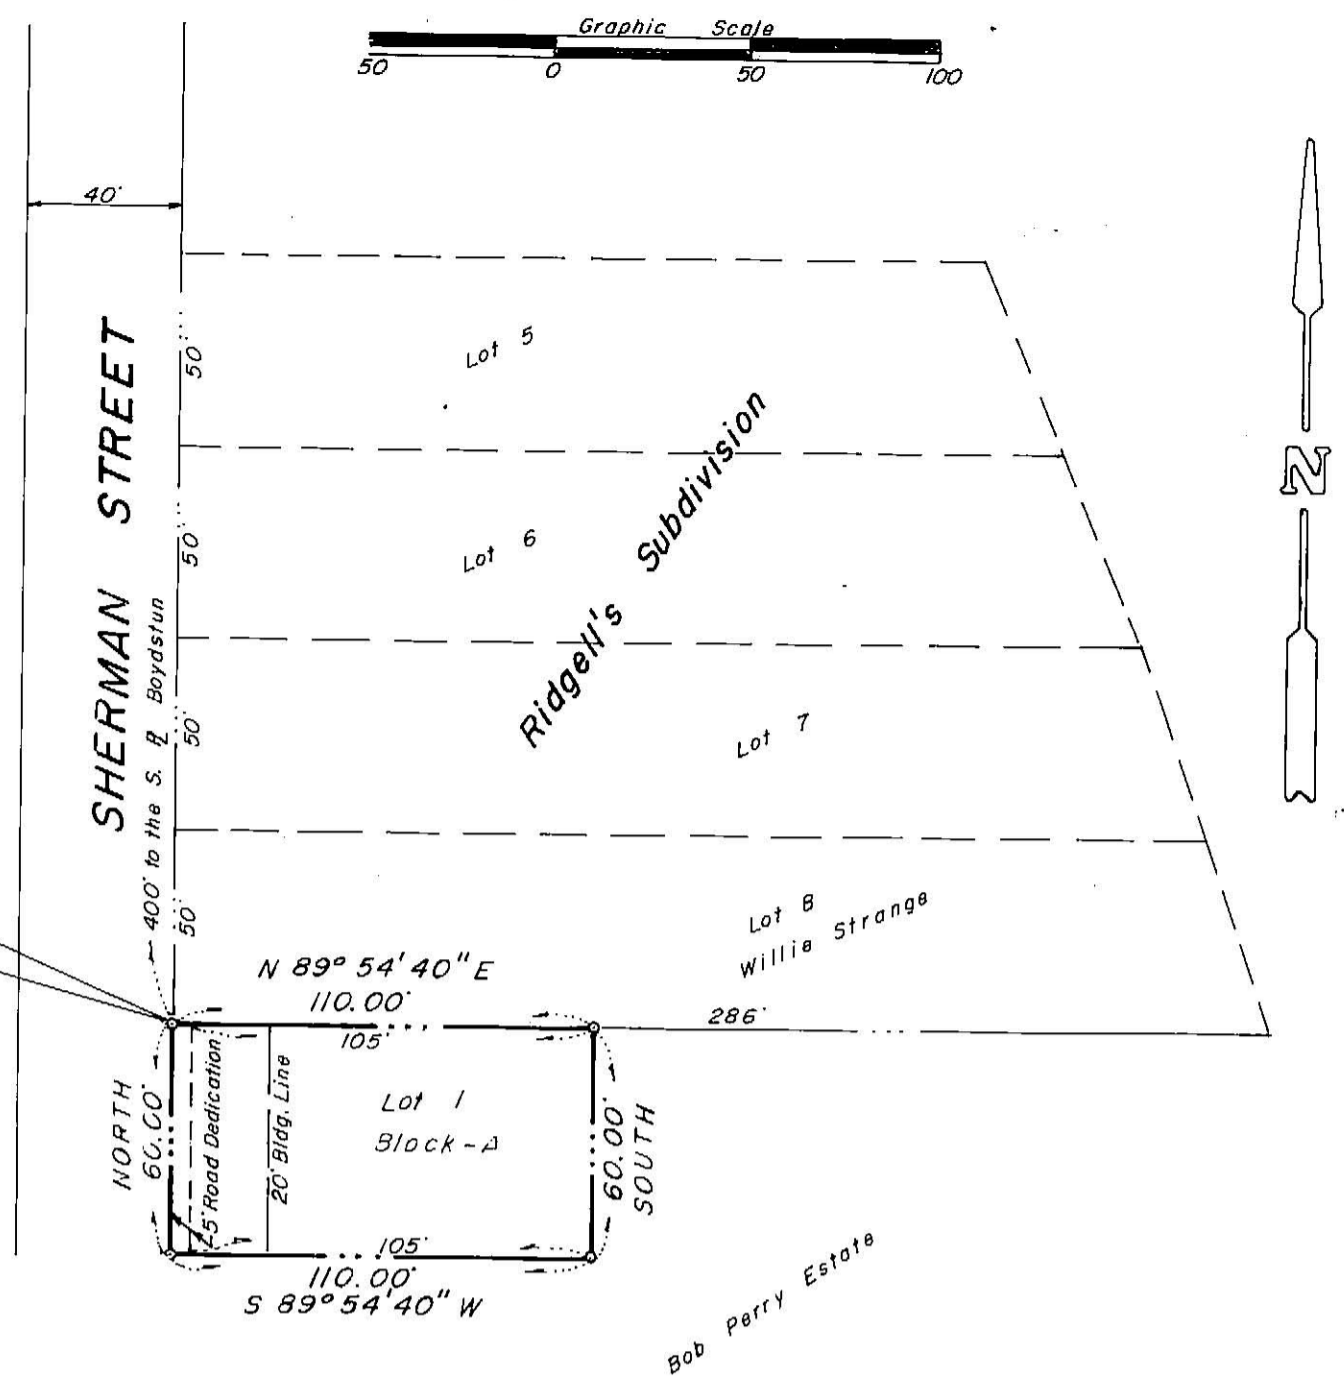 Graphic Scale
50 0 50 100
40'
N
SHERMAN STREET
400' to the S. R Boydstun
50'
50'
50'
50'
Lot 5
Lot 6
Ridgell's Subdivision
Lot 7
Lot 8
Willie Strange
N 89° 54' 40" E
110.00'
105'
286'
NORTH
60.00'
5' Road Dedication
20' Bldg. Line
Lot 1
Block-A
60.00'
SOUTH
105'
110.00'
S 89° 54' 40" W
Bob Perry Estate